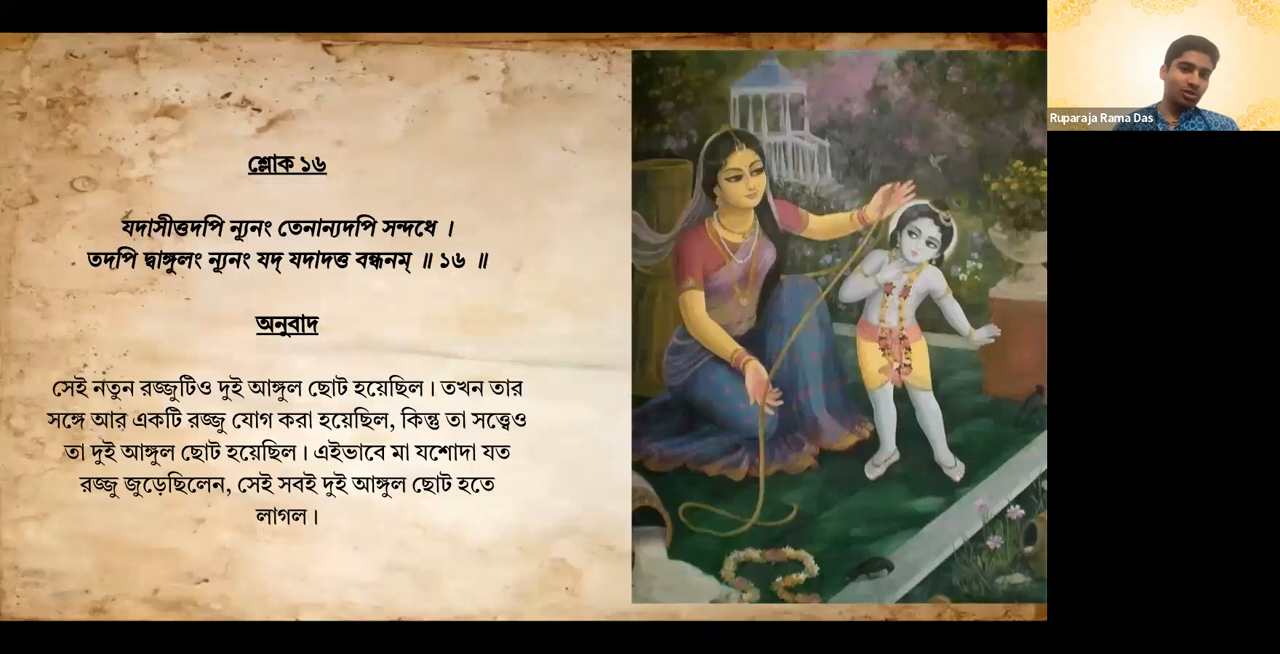 শ্লোক ১৬
যদাসীত্তদপি ন্যূনং তেনান্যদপি সন্দধে ।
তদপি দ্ব্যঙ্গুলং ন্যূনং যদ্ যদাদত্ত বন্ধনম্ ॥ ১৬ ॥
অনুবাদ
সেই নতুন রজ্জুটিও দুই আঙ্গুল ছোট হয়েছিল। তখন তার
সঙ্গে আর একটি রজ্জু যোগ করা হয়েছিল, কিন্তু তা সত্ত্বেও
তা দুই আঙ্গুল ছোট হয়েছিল। এইভাবে মা যশোদা যত
রজ্জু জুড়েছিলেন, সেই সবই দুই আঙ্গুল ছোট হতে
লাগল।
Ruparaja Rama Das